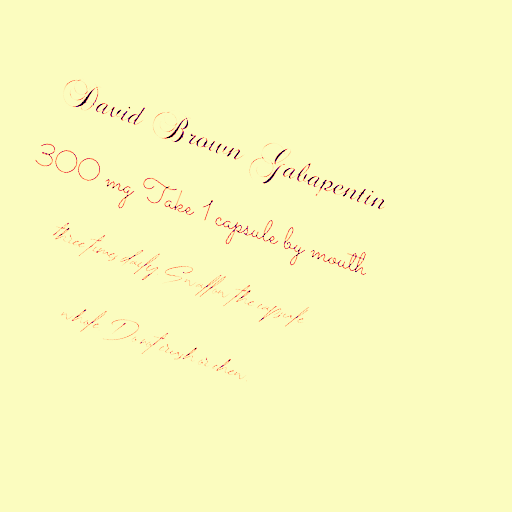 David Brown Gabapentin
300 mg Take 1 capsule by mouth
three times daily Swallow the capsule
whole Do not crush or chew